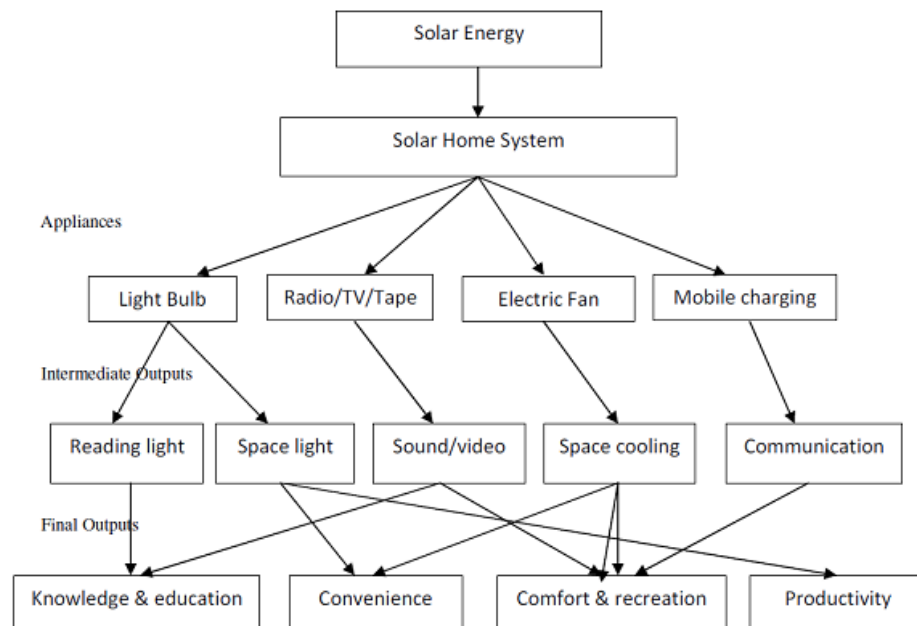 Solar Energy
Solar Home System
Appliances
Light Bulb
Radio/TV/Tape
Electric Fan
Mobile charging
Intermediate Outputs
Reading light
Space light
Sound/video
Space cooling
Communication
Final Outputs
Knowledge & education
Convenience
Comfort & recreation
Productivity